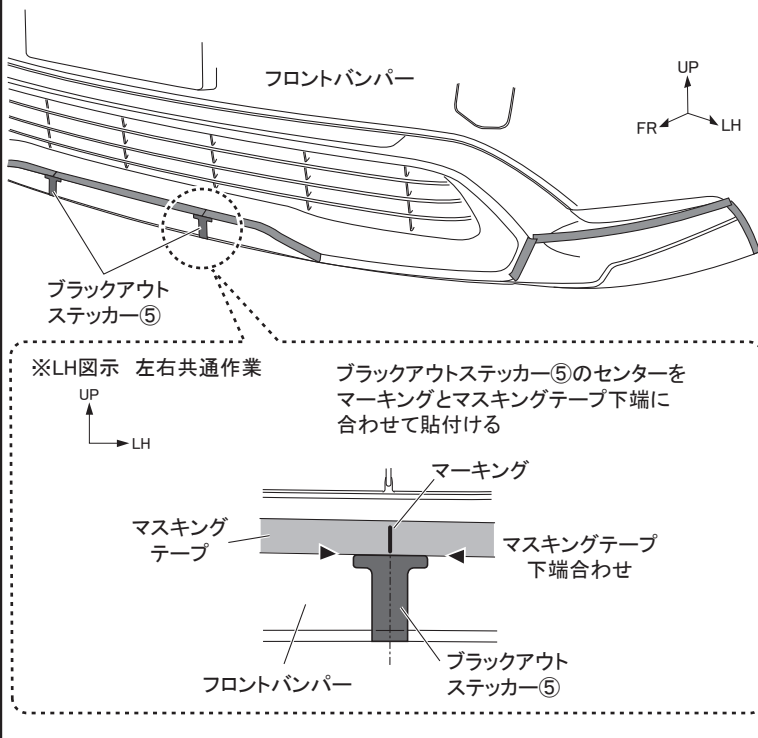 フロントバンパー
UP
FR
LH
ブラックアウト
ステッカー⑤
※LH図示 左右共通作業
UP
LH
ブラックアウトステッカー⑤のセンターを
マーキングとマスキングテープ下端に
合わせて貼付ける
マーキング
マスキング
テープ
マスキングテープ
下端合わせ
フロントバンパー
ブラックアウト
ステッカー⑤